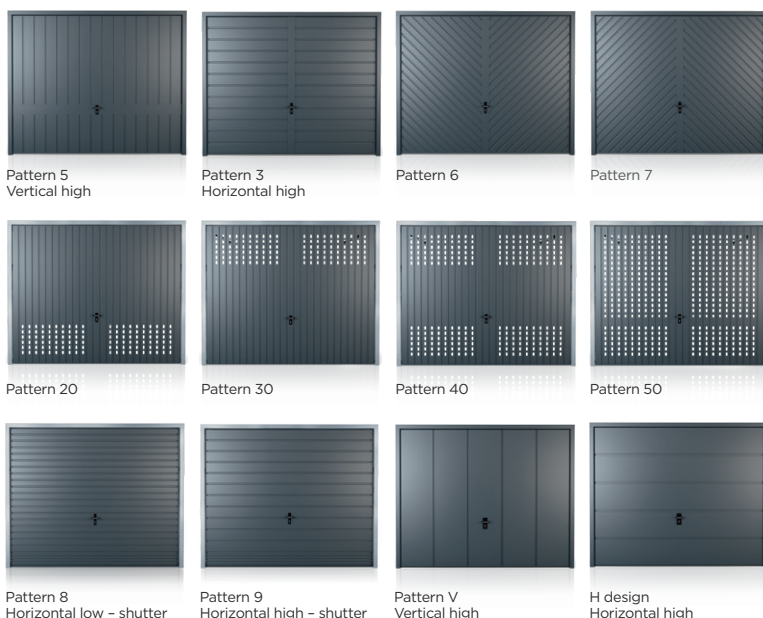 Pattern 5
Vertical high
Pattern 3
Horizontal high
Pattern 6
Pattern 7
Pattern 20
Pattern 30
Pattern 40
Pattern 50
Pattern 8
Horizontal low – shutter
Pattern 9
Horizontal high – shutter
Pattern V
Vertical high
H design
Horizontal high